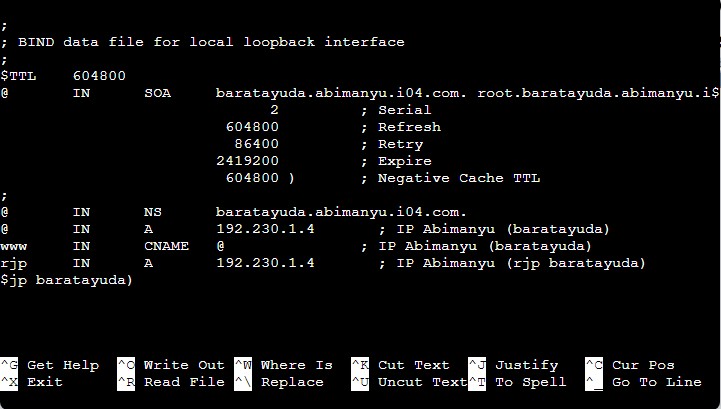 ;
; BIND data file for local loopback interface
;
$TTL    604800
@       IN      SOA     baratayuda.abimanyu.i04.com. root.baratayuda.abimanyu.i$
                              2         ; Serial
                         604800         ; Refresh
                          86400         ; Retry
                        2419200         ; Expire
                         604800 )       ; Negative Cache TTL
;
@       IN      NS      baratayuda.abimanyu.i04.com.
@       IN      A       192.230.1.4       ; IP Abimanyu (baratayuda)
www     IN      CNAME   @               ; IP Abimanyu (baratayuda)
rjp     IN      A       192.230.1.4       ; IP Abimanyu (rjp baratayuda)
$jp baratayuda)
^G Get Help  ^O Write Out ^W Where Is  ^K Cut Text  ^J Justify   ^C Cur Pos
^X Exit      ^R Read File ^\ Replace   ^U Uncut Text^T To Spell  ^_ Go To Line